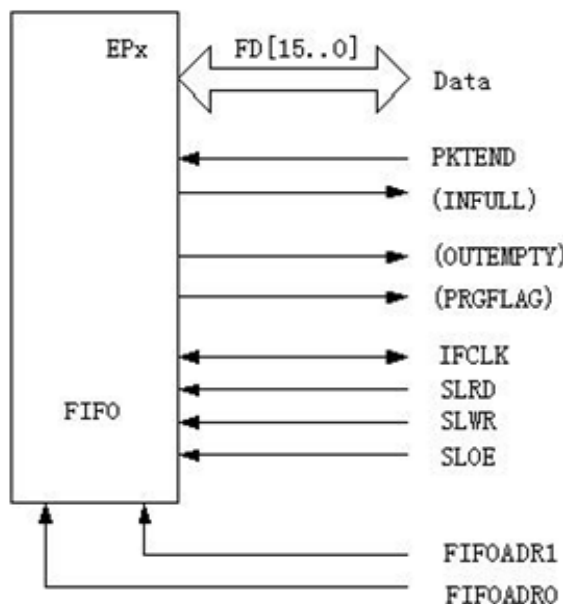 EPx FD[15..0]
Data
PKTEND
(INFULL)
(OUTEMPTY)
(PRGFLAG)
IFCLK
SLRD
FIFO SLWR
SLOE
FIFOADR1
FIFOADR0